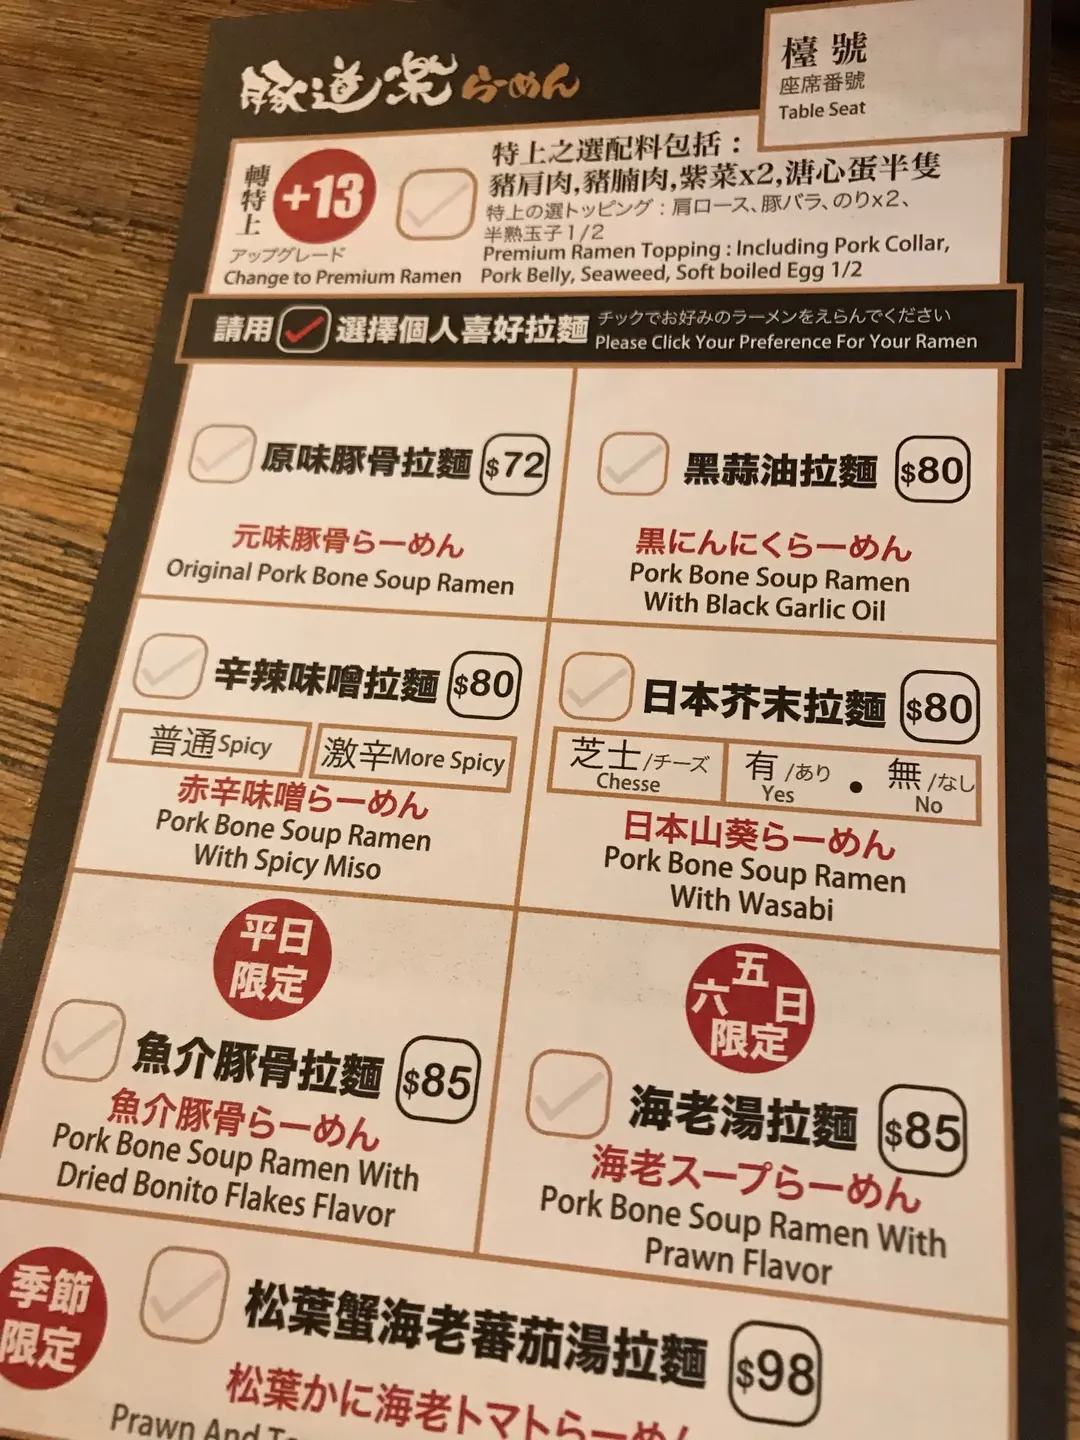 豚道楽らーめん
檯號
座席番號
Table Seat
轉特上
+13
アップグレード
Change to Premium Ramen
特上之選配料包括：
豬肩肉,豬腩肉,紫菜x2,溏心蛋半隻
特上の選トッピング：肩ロース、豚バラ、のりx2、
半熟玉子1/2
Premium Ramen Topping : Including Pork Collar,
Pork Belly, Seaweed, Soft boiled Egg 1/2
請用 選擇個人喜好拉麵
チックでお好みのラーメンをえらんでください
Please Click Your Preference For Your Ramen
原味豚骨拉麵 $72
元味豚骨らーめん
Original Pork Bone Soup Ramen
黑蒜油拉麵 $80
黒にんにくらーめん
Pork Bone Soup Ramen
With Black Garlic Oil
辛辣味噌拉麵 $80
普通Spicy
激辛More Spicy
赤辛味噌らーめん
Pork Bone Soup Ramen
With Spicy Miso
日本芥末拉麵 $80
芝士/チーズ 有/あり • 無/なし
Chesse Yes No
日本山葵らーめん
Pork Bone Soup Ramen
With Wasabi
平日
限定
魚介豚骨拉麵 $85
魚介豚骨らーめん
Pork Bone Soup Ramen With
Dried Bonito Flakes Flavor
五
六 日
限定
海老湯拉麵 $85
海老スープらーめん
Pork Bone Soup Ramen With
Prawn Flavor
季節
限定
松葉蟹海老蕃茄湯拉麵 $98
松葉かに海老トマトらーめん
Prawn And